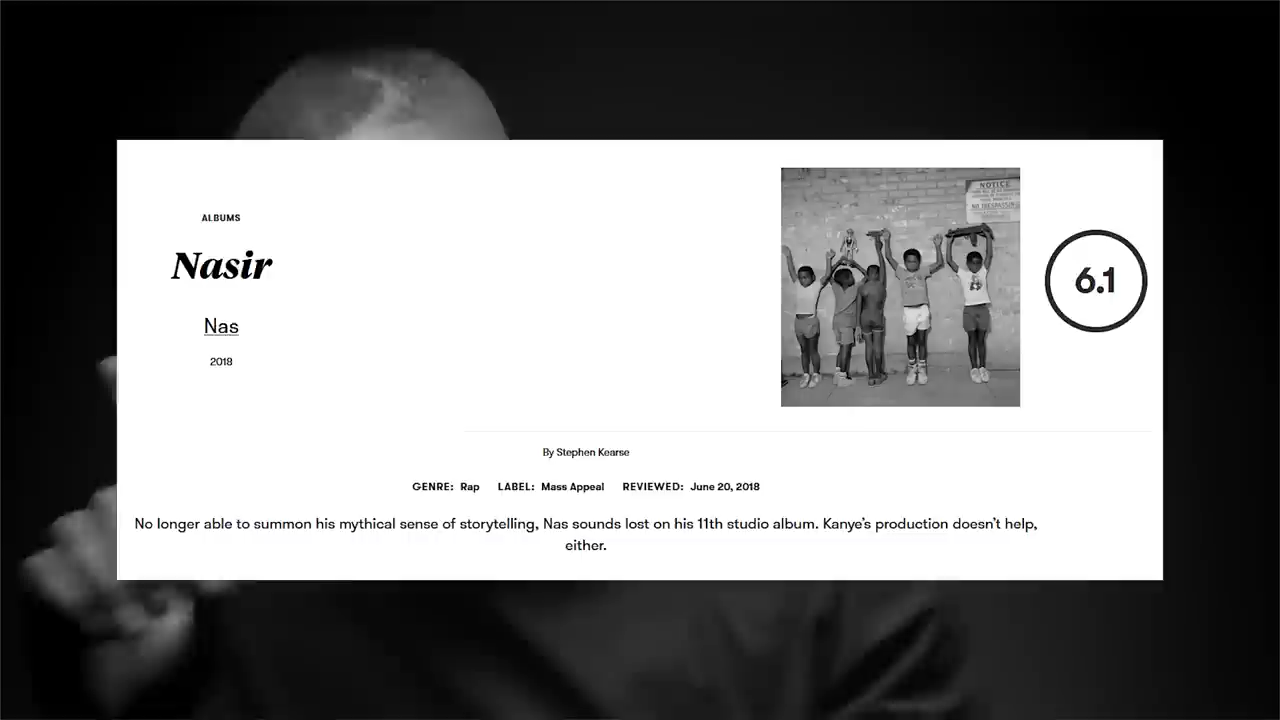 ALBUMS
Nasir
Nas
2018
NOTICE
6.1
By Stephen Kearse
GENRE: Rap LABEL: Mass Appeal REVIEWED: June 20, 2018
No longer able to summon his mythical sense of storytelling, Nas sounds lost on his 11th studio album. Kanye’s production doesn’t help,
either.